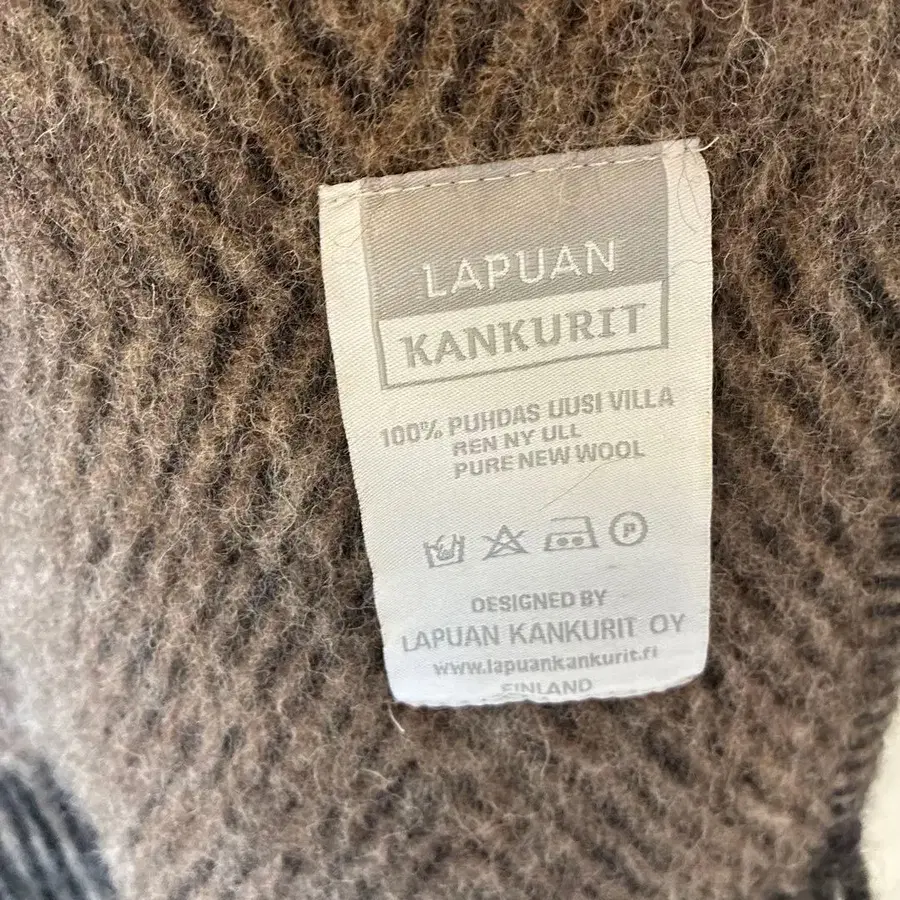 LAPUAN
KANKURIT
100% PUHDAS UUSI VILLA
REN NY ULL
PURE NEW WOOL
P
DESIGNED BY
LAPUAN KANKURIT OY
www.lapuankankurit.fi
FINLAND